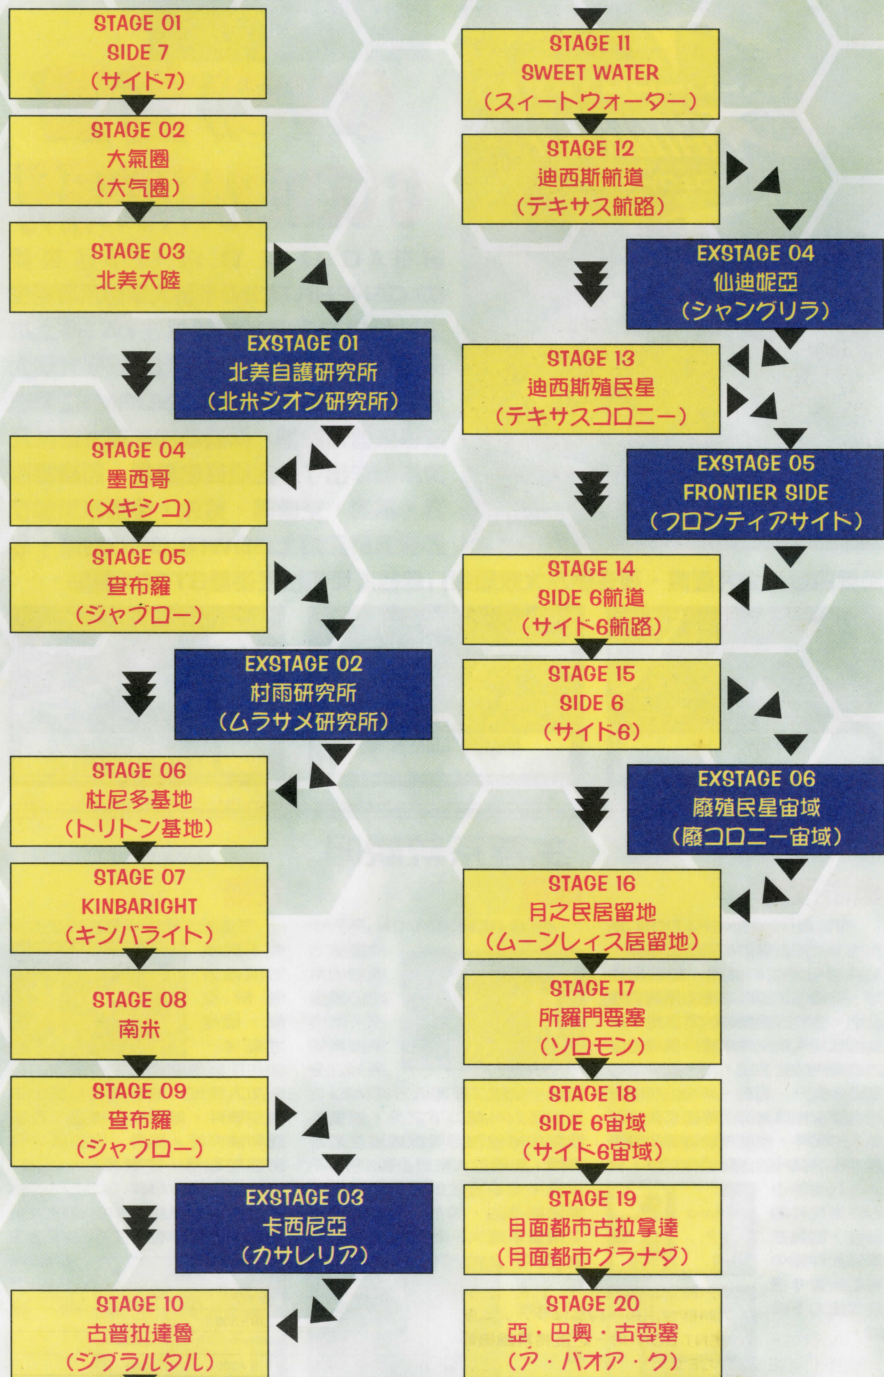 STAGE 01
SIDE 7
(サイド7)
STAGE 02
大氣圈
(大气圈)
STAGE 03
北美大陸
EXSTAGE 01
北美自護研究所
(北米ジオン研究所)
STAGE 04
墨西哥
(メキシコ)
STAGE 05
查布羅
(ジャブロー)
EXSTAGE 02
村雨研究所
(ムラサメ研究所)
STAGE 06
杜尼多基地
(トリトン基地)
STAGE 07
KINBARIGHT
(キンバライト)
STAGE 08
南米
STAGE 09
查布羅
(ジャブロー)
EXSTAGE 03
卡西尼亞
(カサレリア)
STAGE 10
古普拉達魯
(ジブラルタル)
STAGE 11
SWEET WATER
(スィートウォーター)
STAGE 12
迪西斯航道
(テキサス航路)
EXSTAGE 04
仙迪妮亞
(シャングリラ)
STAGE 13
迪西斯殖民星
(テキサスコロニー)
EXSTAGE 05
FRONTIER SIDE
(フロンティアサイド)
STAGE 14
SIDE 6航道
(サイド6航路)
STAGE 15
SIDE 6
(サイド6)
EXSTAGE 06
廢殖民星宙域
(廢コロニー宙域)
STAGE 16
月之民居留地
(ムーンレィス居留地)
STAGE 17
所羅門要塞
(ソロモン)
STAGE 18
SIDE 6宙域
(サイト6宙域)
STAGE 19
月面都市古拉拿達
(月面都市グラナダ)
STAGE 20
亞·巴奧·古要塞
(ア·バオア·ク)